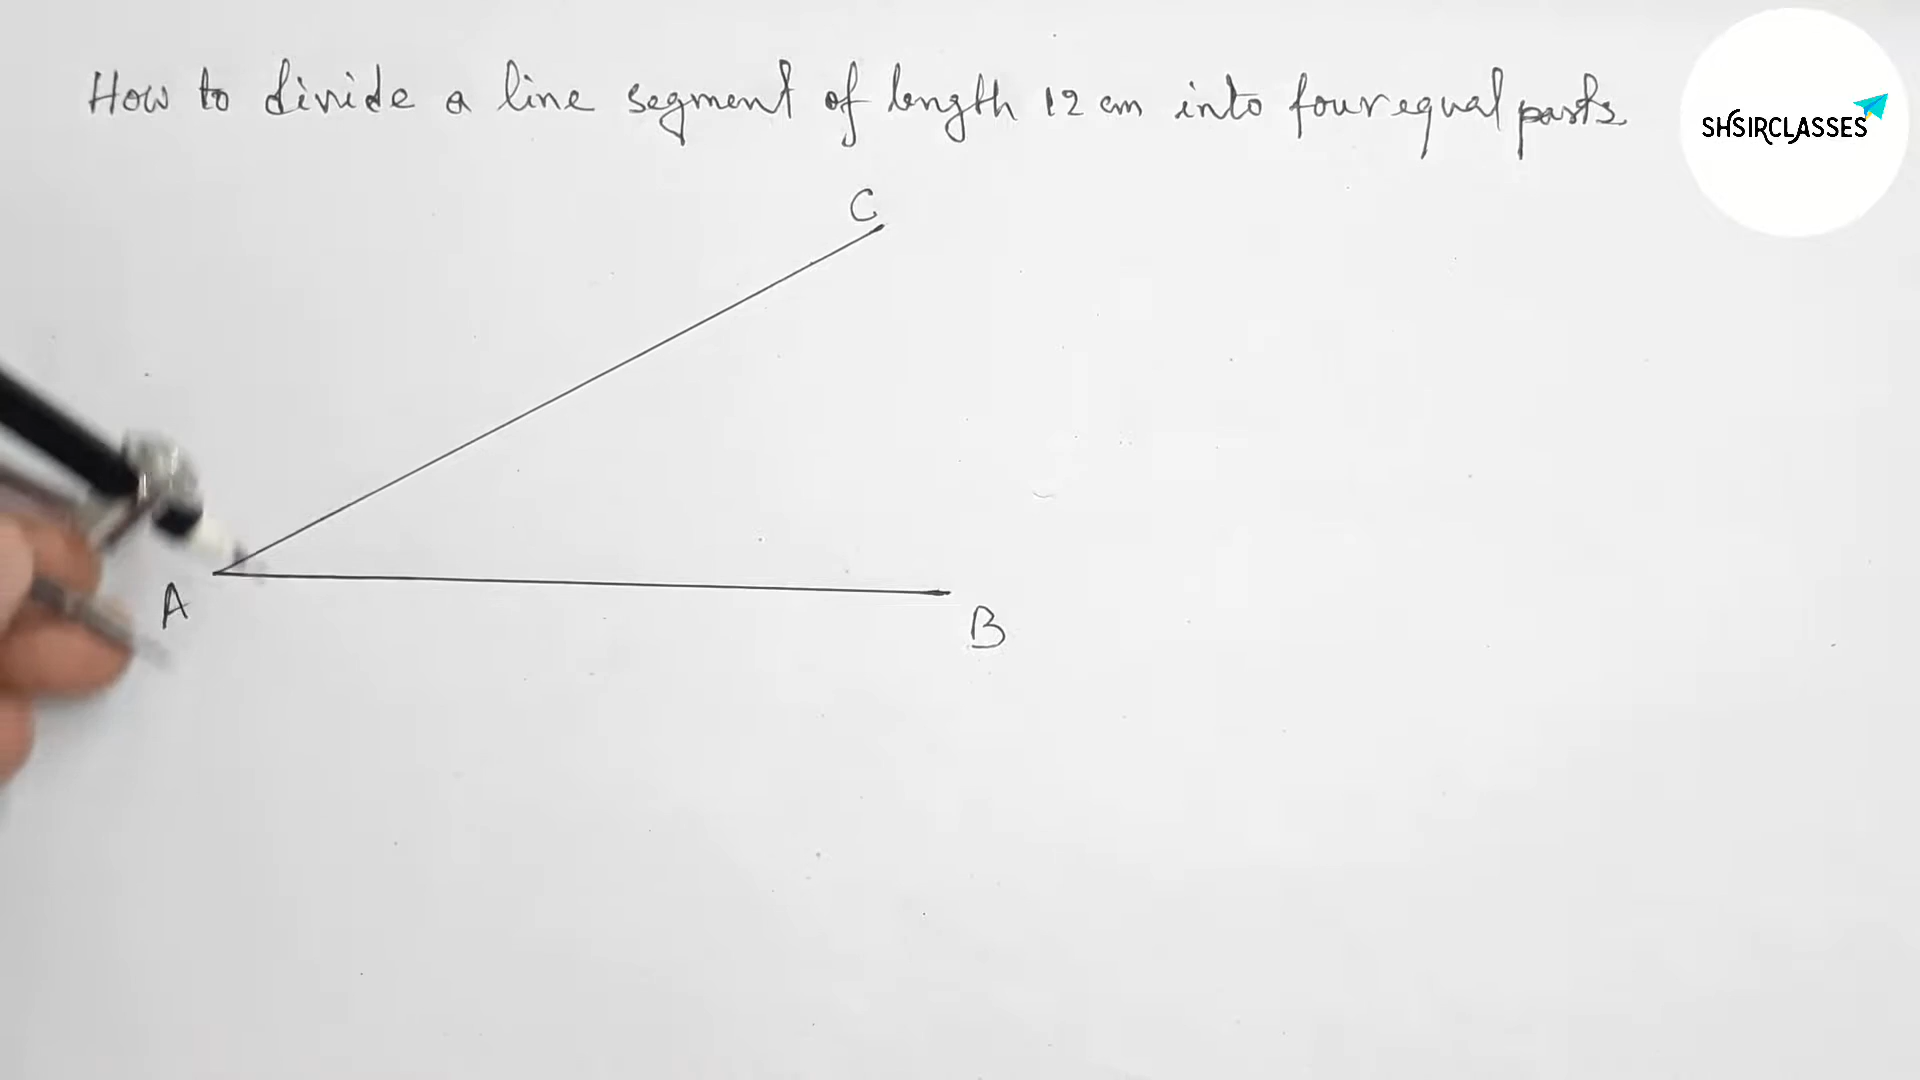 How to divide a line segment of length 12 cm into four equal parts.
SHSIRCLASSES
C
A
B